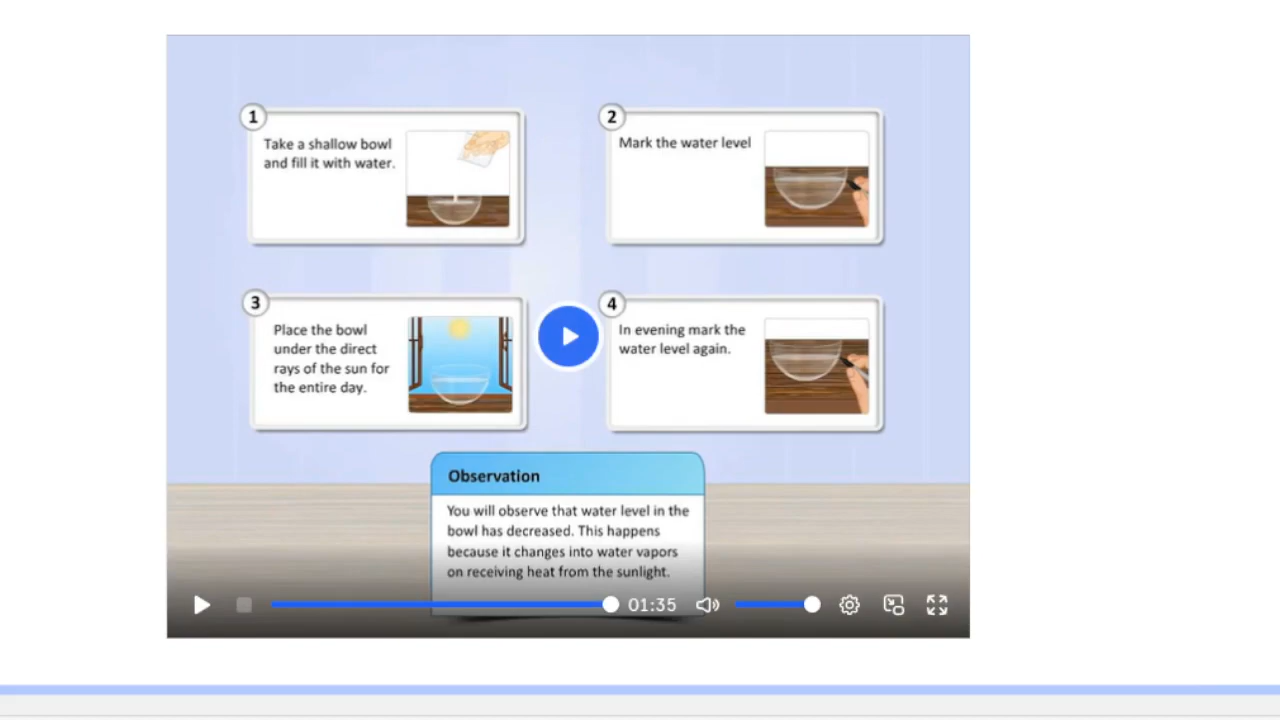 1
Take a shallow bowl
and fill it with water.
2
Mark the water level
3
Place the bowl
under the direct
rays of the sun for
the entire day.
4
In evening mark the
water level again.
Observation
You will observe that water level in the
bowl has decreased. This happens
because it changes into water vapors
on receiving heat from the sunlight.
01:35